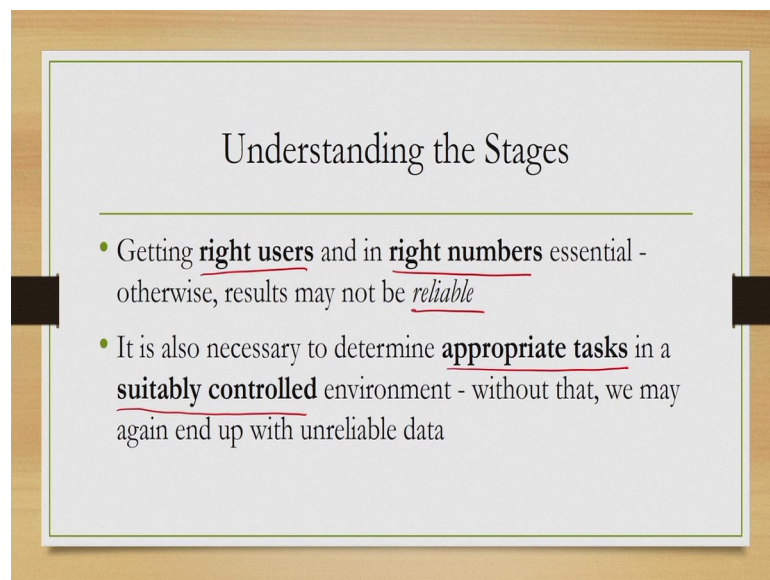 Understanding the Stages
• Getting right users and in right numbers essential -
otherwise, results may not be reliable
• It is also necessary to determine appropriate tasks in a
suitably controlled environment - without that, we may
again end up with unreliable data